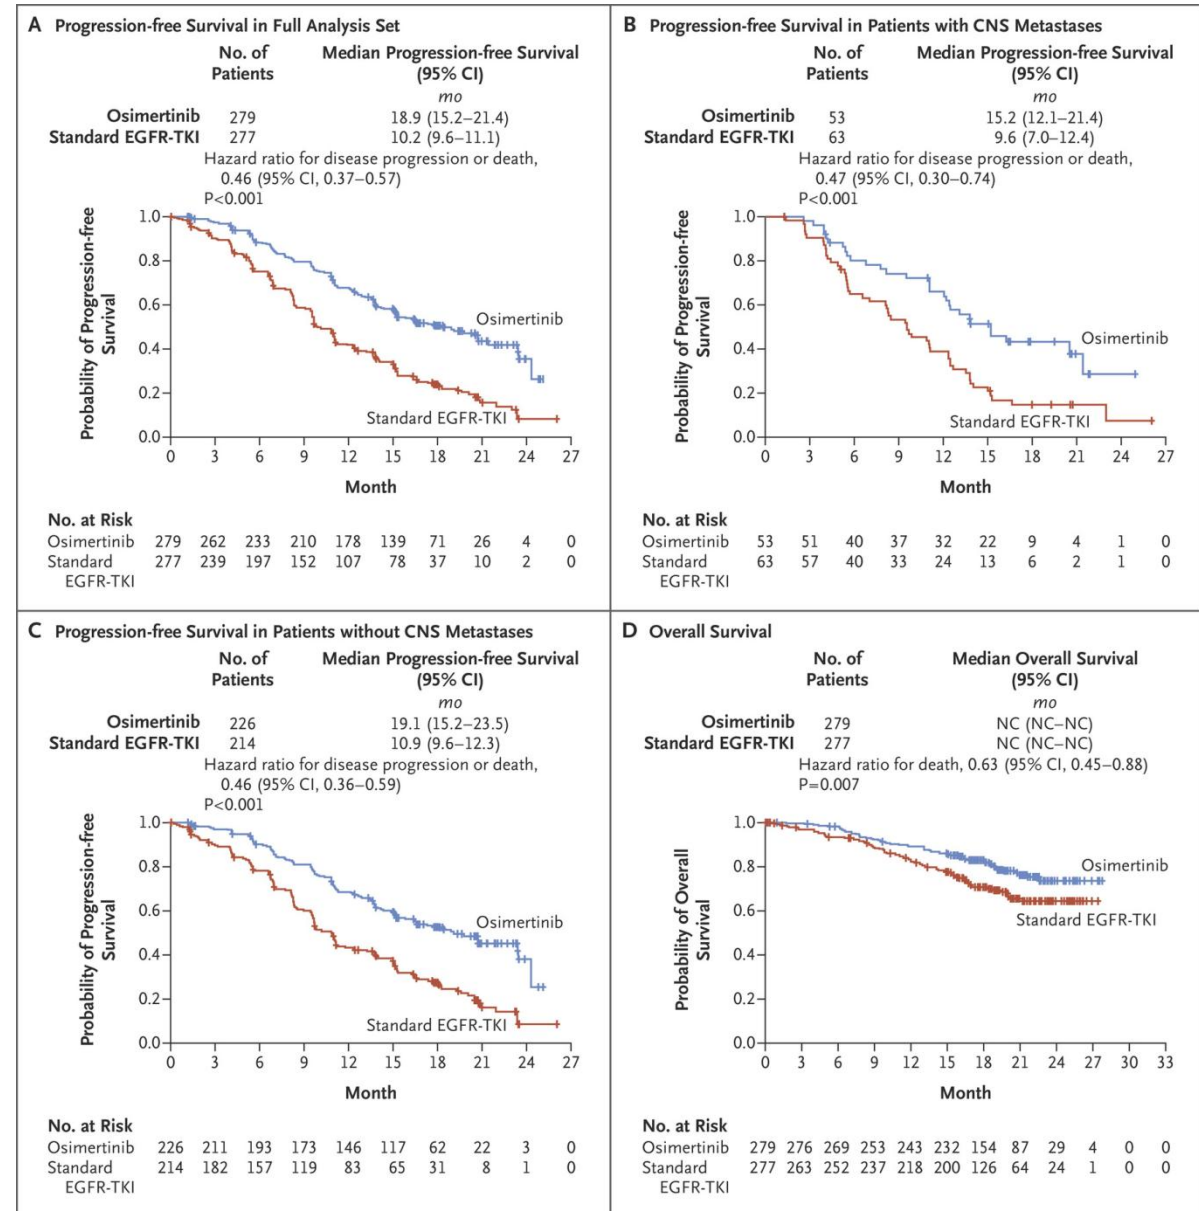 A Progression-free Survival in Full Analysis Set
No. of Patients
Median Progression-free Survival (95% CI)
mo
Osimertinib 279 18.9 (15.2–21.4)
Standard EGFR-TKI 277 10.2 (9.6–11.1)
Hazard ratio for disease progression or death,
0.46 (95% CI, 0.37–0.57)
P<0.001
Probability of Progression-free Survival
1.0
0.8
0.6
0.4
0.2
0.0
Osimertinib
Standard EGFR-TKI
0 3 6 9 12 15 18 21 24 27
Month
No. at Risk
Osimertinib 279 262 233 210 178 139 71 26 4 0
Standard 277 239 197 152 107 78 37 10 2 0
EGFR-TKI
B Progression-free Survival in Patients with CNS Metastases
No. of Patients
Median Progression-free Survival (95% CI)
mo
Osimertinib 53 15.2 (12.1–21.4)
Standard EGFR-TKI 63 9.6 (7.0–12.4)
Hazard ratio for disease progression or death,
0.47 (95% CI, 0.30–0.74)
P<0.001
Probability of Progression-free Survival
1.0
0.8
0.6
0.4
0.2
0.0
Osimertinib
Standard EGFR-TKI
0 3 6 9 12 15 18 21 24 27
Month
No. at Risk
Osimertinib 53 51 40 37 32 22 9 4 1 0
Standard 63 57 40 33 24 13 6 2 1 0
EGFR-TKI
C Progression-free Survival in Patients without CNS Metastases
No. of Patients
Median Progression-free Survival (95% CI)
mo
Osimertinib 226 19.1 (15.2–23.5)
Standard EGFR-TKI 214 10.9 (9.6–12.3)
Hazard ratio for disease progression or death,
0.46 (95% CI, 0.36–0.59)
P<0.001
Probability of Progression-free Survival
1.0
0.8
0.6
0.4
0.2
0.0
Osimertinib
Standard EGFR-TKI
0 3 6 9 12 15 18 21 24 27
Month
No. at Risk
Osimertinib 226 211 193 173 146 117 62 22 3 0
Standard 214 182 157 119 83 65 31 8 1 0
EGFR-TKI
D Overall Survival
No. of Patients
Median Overall Survival (95% CI)
mo
Osimertinib 279 NC (NC–NC)
Standard EGFR-TKI 277 NC (NC–NC)
Hazard ratio for death, 0.63 (95% CI, 0.45–0.88)
P=0.007
Probability of Overall Survival
1.0
0.8
0.6
0.4
0.2
0.0
Osimertinib
Standard EGFR-TKI
0 3 6 9 12 15 18 21 24 27 30 33
Month
No. at Risk
Osimertinib 279 276 269 253 243 232 154 87 29 4 0 0
Standard 277 263 252 237 218 200 126 64 24 1 0 0
EGFR-TKI